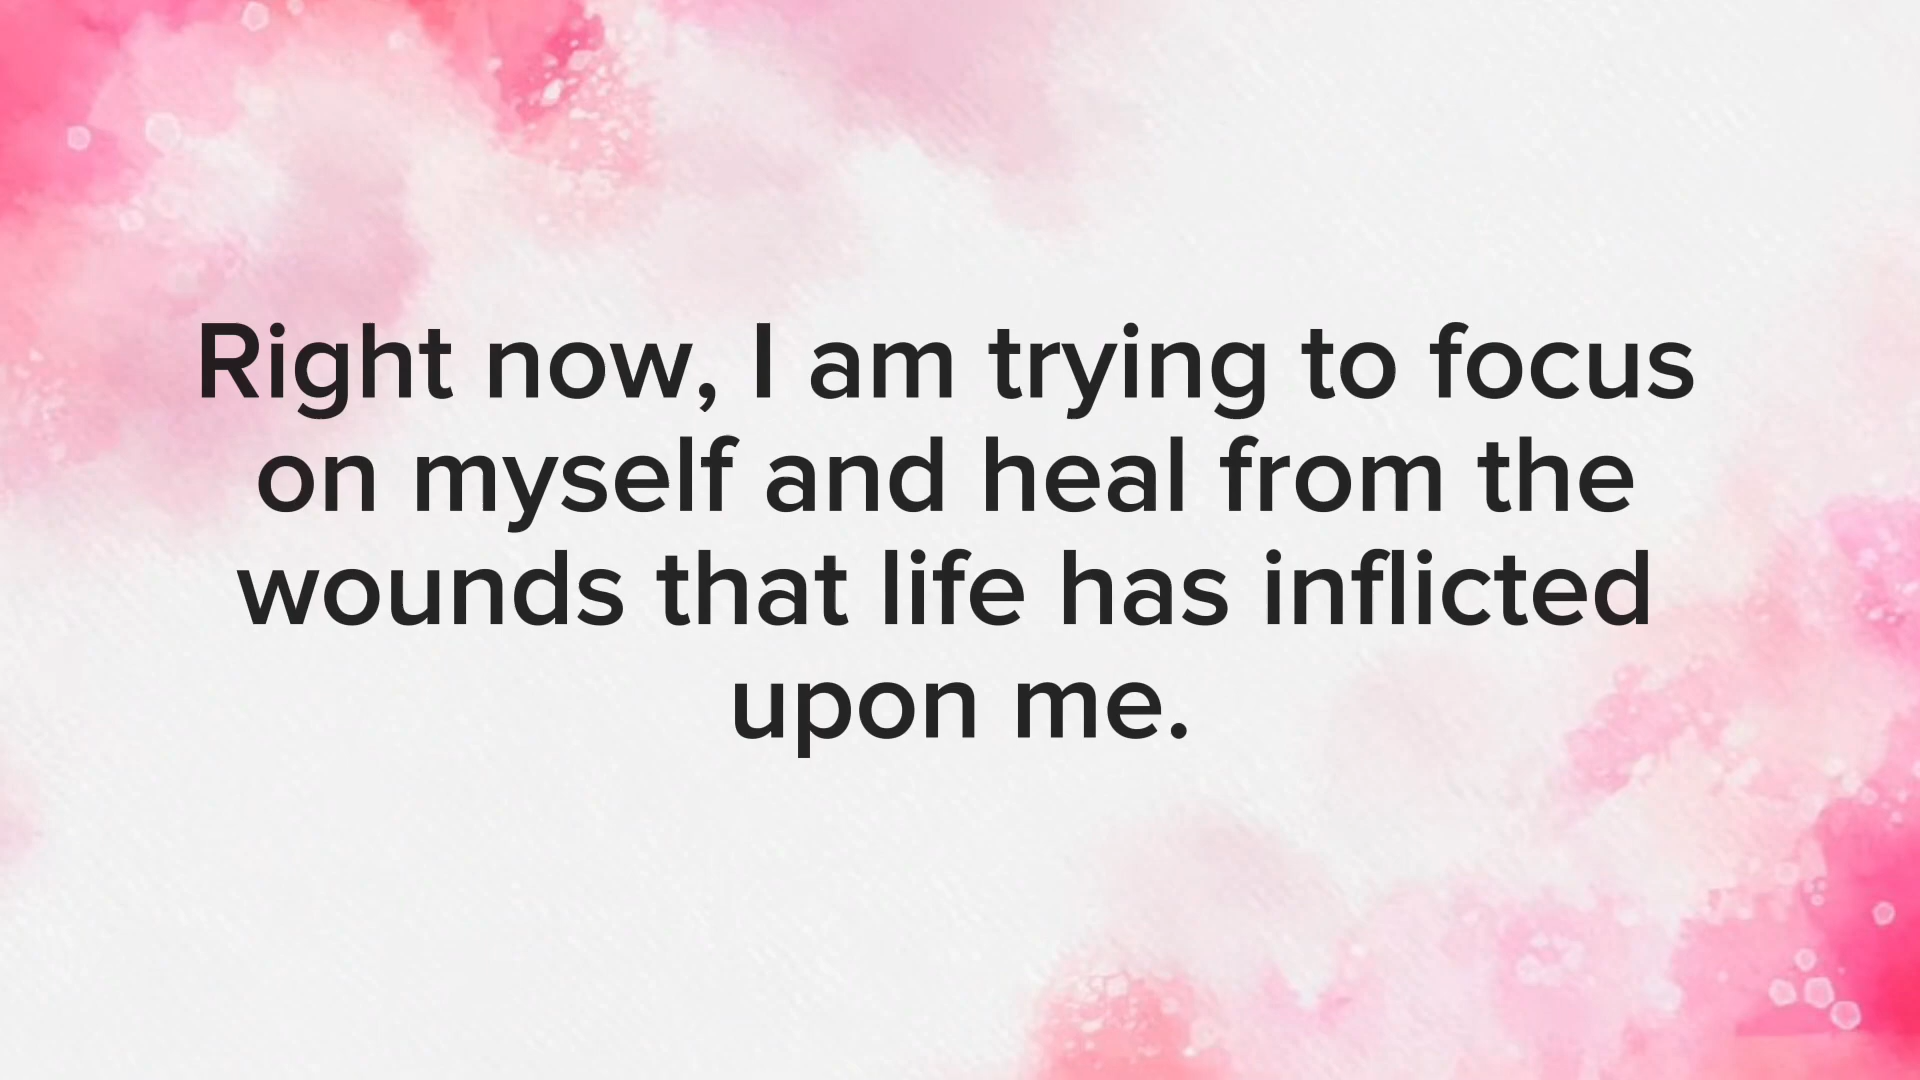 Right now, I am trying to focus
on myself and heal from the
wounds that life has inflicted
upon me.